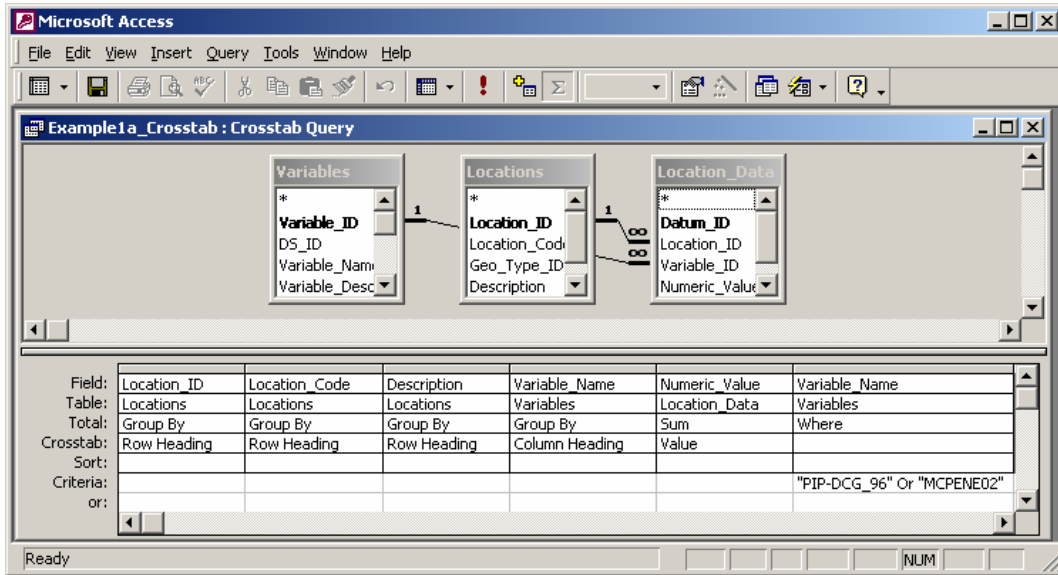 Microsoft Access
File Edit View Insert Query Tools Window Help
Example1a_Crosstab : Crosstab Query
Variables Locations Location_Data
* * *
Variable_ID 1 Location_ID 1 Datum_ID
DS_ID Location_Code ∞ Location_ID
Variable_Name Geo_Type_ID ∞ Variable_ID
Variable_Desc Description Numeric_Value
Field: Location_ID Location_Code Description Variable_Name Numeric_Value Variable_Name
Table: Locations Locations Locations Variables Location_Data Variables
Total: Group By Group By Group By Group By Sum Where
Crosstab: Row Heading Row Heading Row Heading Column Heading Value
Sort:
Criteria: "PIP-DCG_96" Or "MCPENE02"
or:
Ready NUM